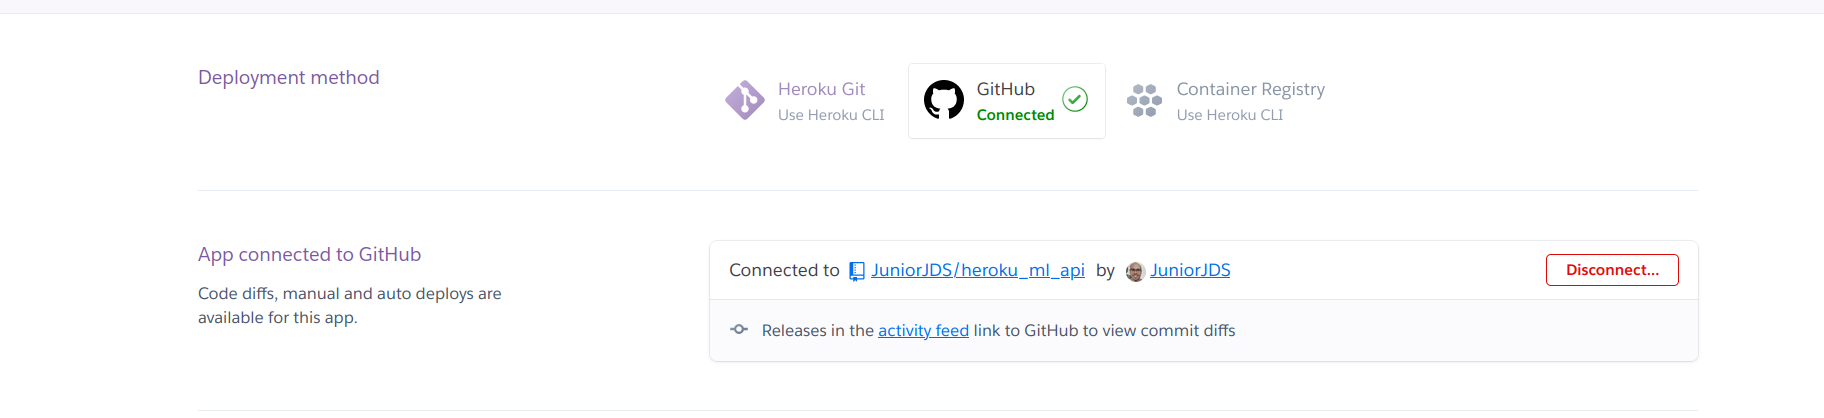 Deployment method
Heroku Git
Use Heroku CLI
GitHub
Connected
Container Registry
Use Heroku CLI
App connected to GitHub
Code diffs, manual and auto deploys are
available for this app.
Connected to JuniorJDS/heroku_ml_api by JuniorJDS
Disconnect...
Releases in the activity feed link to GitHub to view commit diffs